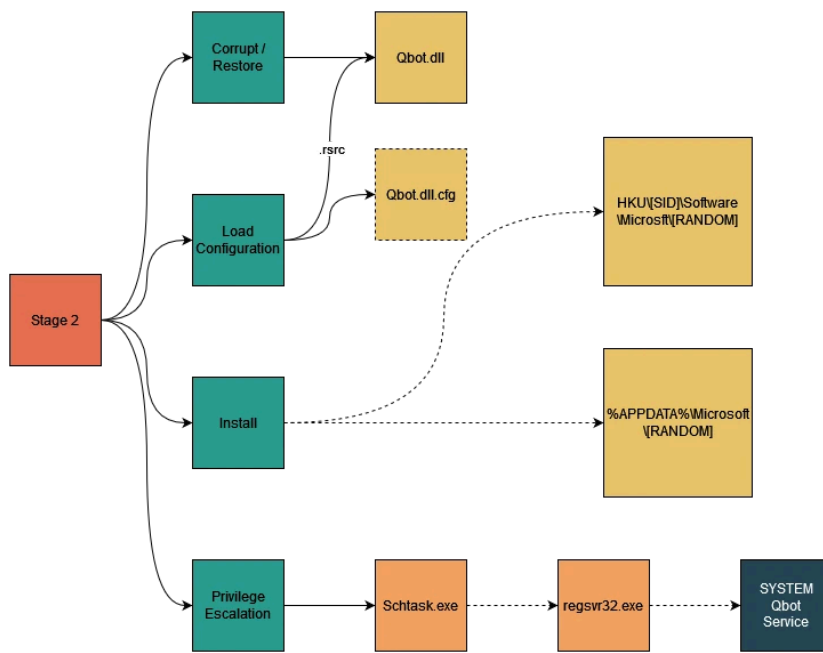 Corrupt /
Restore
Qbot.dll
.rsrc
Qbot.dll.cfg
HKU\[SID]\Software
\Microsft\[RANDOM]
Load
Configuration
Stage 2
Install
%APPDATA%\Microsoft
\[RANDOM]
Privilege
Escalation
Schtask.exe
regsvr32.exe
SYSTEM
Qbot
Service